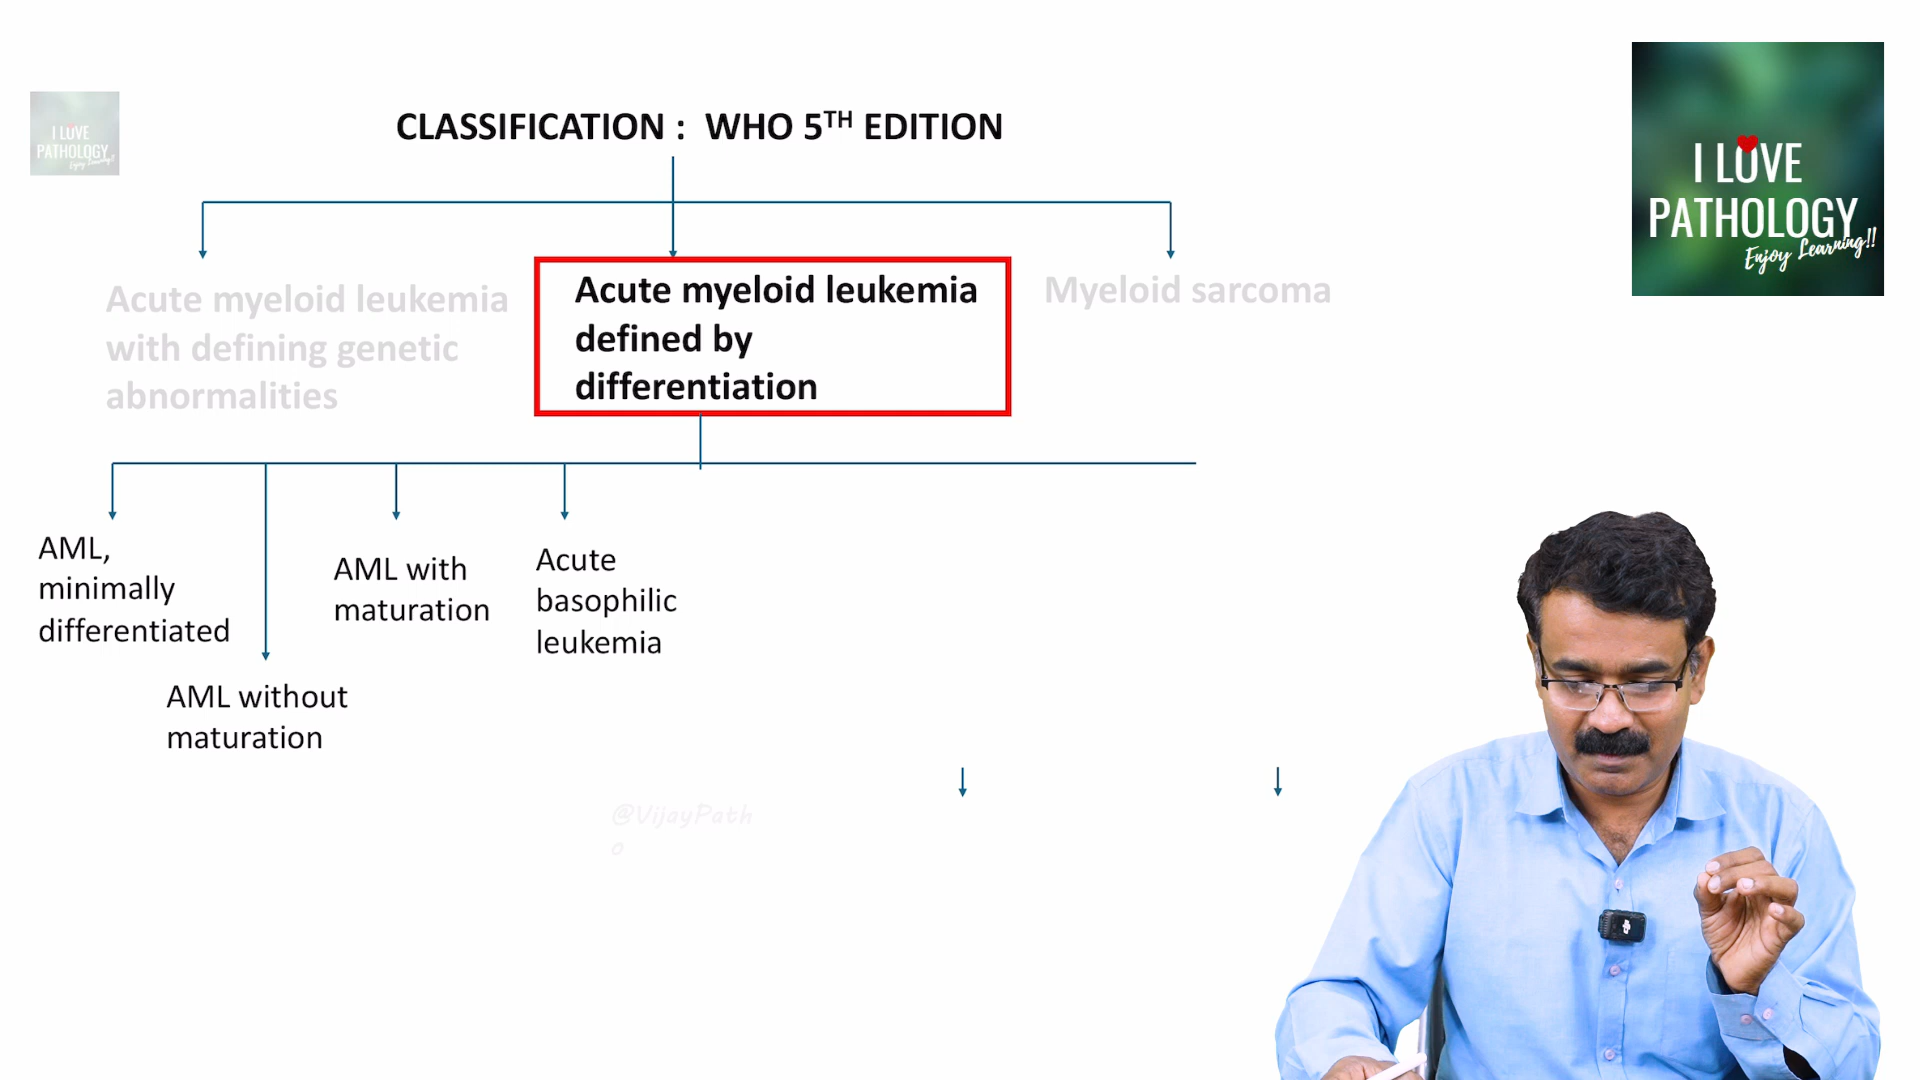 CLASSIFICATION : WHO 5TH EDITION
I LOVE
PATHOLOGY
Enjoy Learning!!
I LOVE
PATHOLOGY
Enjoy Learning!!
Acute myeloid leukemia
with defining genetic
abnormalities
Acute myeloid leukemia
defined by
differentiation
Myeloid sarcoma
AML,
minimally
differentiated
AML without
maturation
AML with
maturation
Acute
basophilic
leukemia
@VijayPath
o